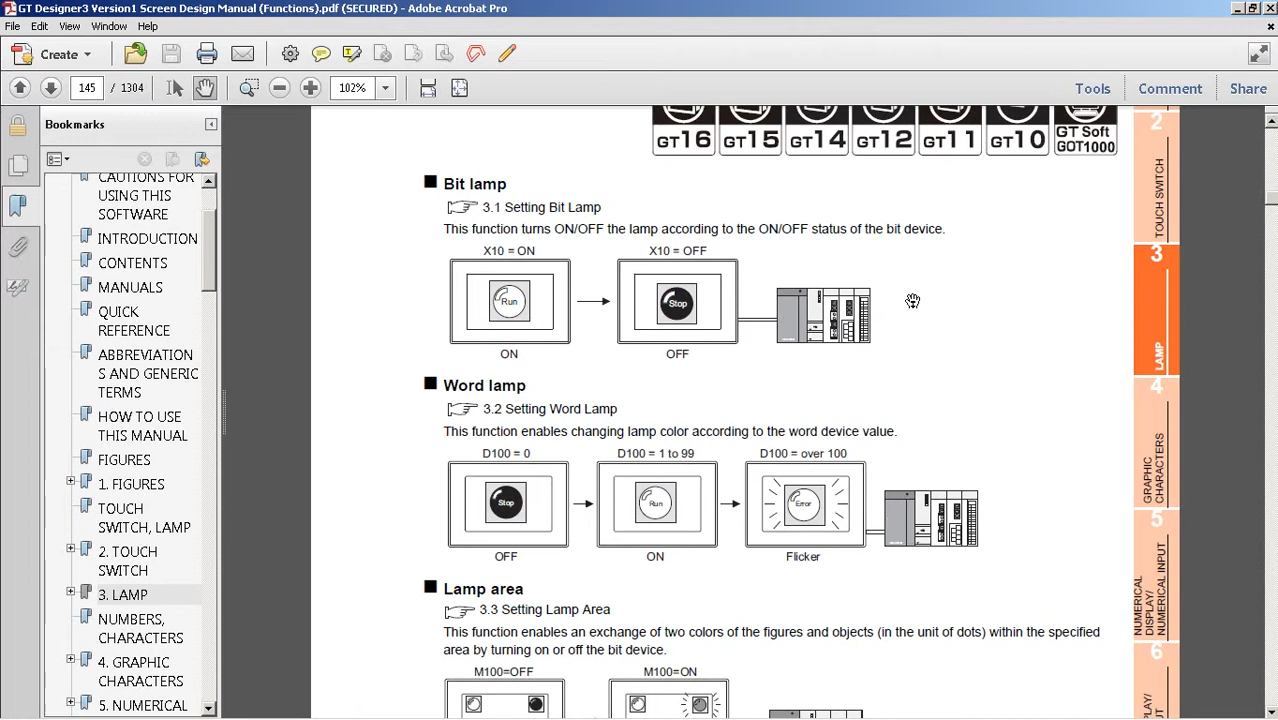 GT Designer3 Version1 Screen Design Manual (Functions).pdf (SECURED) - Adobe Acrobat Pro
File Edit View Window Help
Create
145 / 1304 102% Tools Comment Share
Bookmarks
CAUTIONS FOR
USING THIS
SOFTWARE
INTRODUCTION
CONTENTS
MANUALS
QUICK
REFERENCE
ABBREVIATION
S AND GENERIC
TERMS
HOW TO USE
THIS MANUAL
FIGURES
1. FIGURES
TOUCH
SWITCH, LAMP
2. TOUCH
SWITCH
3. LAMP
NUMBERS,
CHARACTERS
4. GRAPHIC
CHARACTERS
5. NUMERICAL
GT16 GT15 GT14 GT12 GT11 GT10 GT Soft
GOT1000
■ Bit lamp
3.1 Setting Bit Lamp
This function turns ON/OFF the lamp according to the ON/OFF status of the bit device.
X10 = ON X10 = OFF
Run Stop
ON OFF
■ Word lamp
3.2 Setting Word Lamp
This function enables changing lamp color according to the word device value.
D100 = 0 D100 = 1 to 99 D100 = over 100
Stop Run Error
OFF ON Flicker
■ Lamp area
3.3 Setting Lamp Area
This function enables an exchange of two colors of the figures and objects (in the unit of dots) within the specified
area by turning on or off the bit device.
M100=OFF M100=ON
2
TOUCH SWITCH
3
LAMP
4
GRAPHIC
CHARACTERS
5
NUMERICAL
DISPLAY/
NUMERICAL INPUT
6